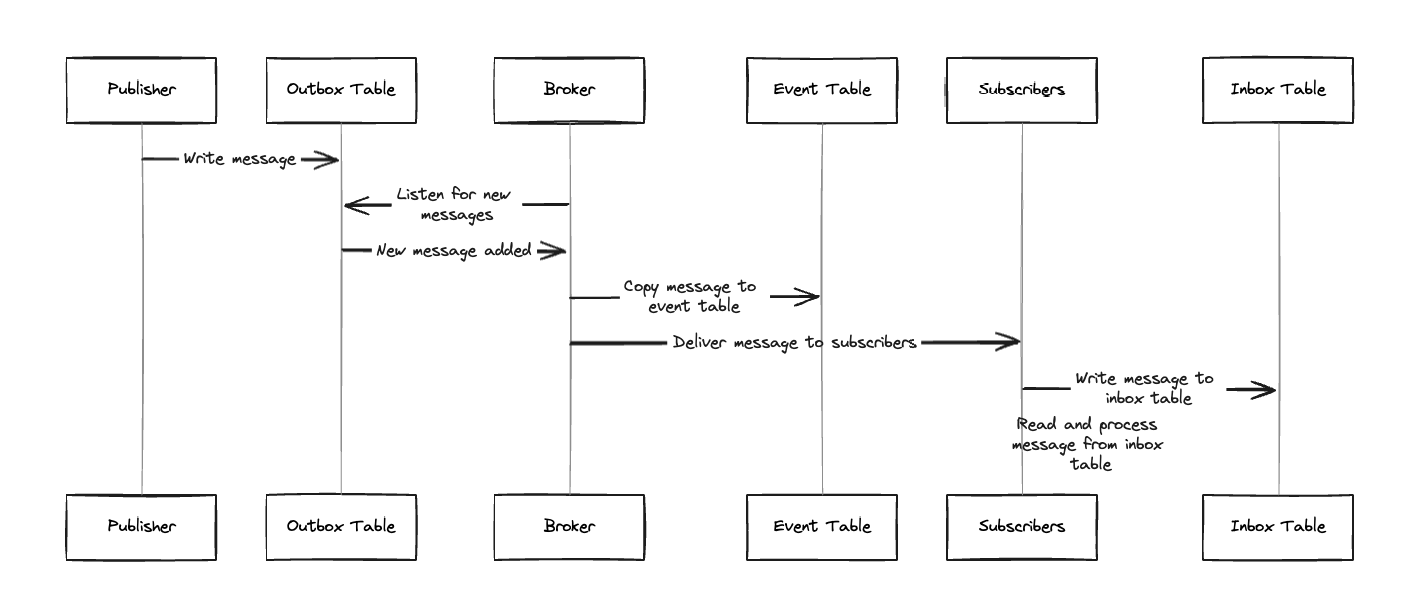 Publisher
Outbox Table
Broker
Event Table
Subscribers
Inbox Table
Write message
Listen for new
messages
New message added
Copy message to
event table
Deliver message to subscribers
Write message to
inbox table
Read and process
message from inbox
table
Publisher
Outbox Table
Broker
Event Table
Subscribers
Inbox Table